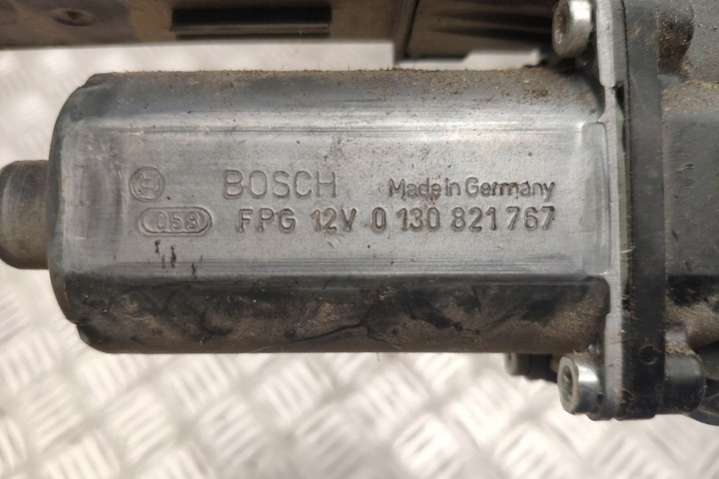 BOSCH Made in Germany
058 FPG 12V 0 130 821 767